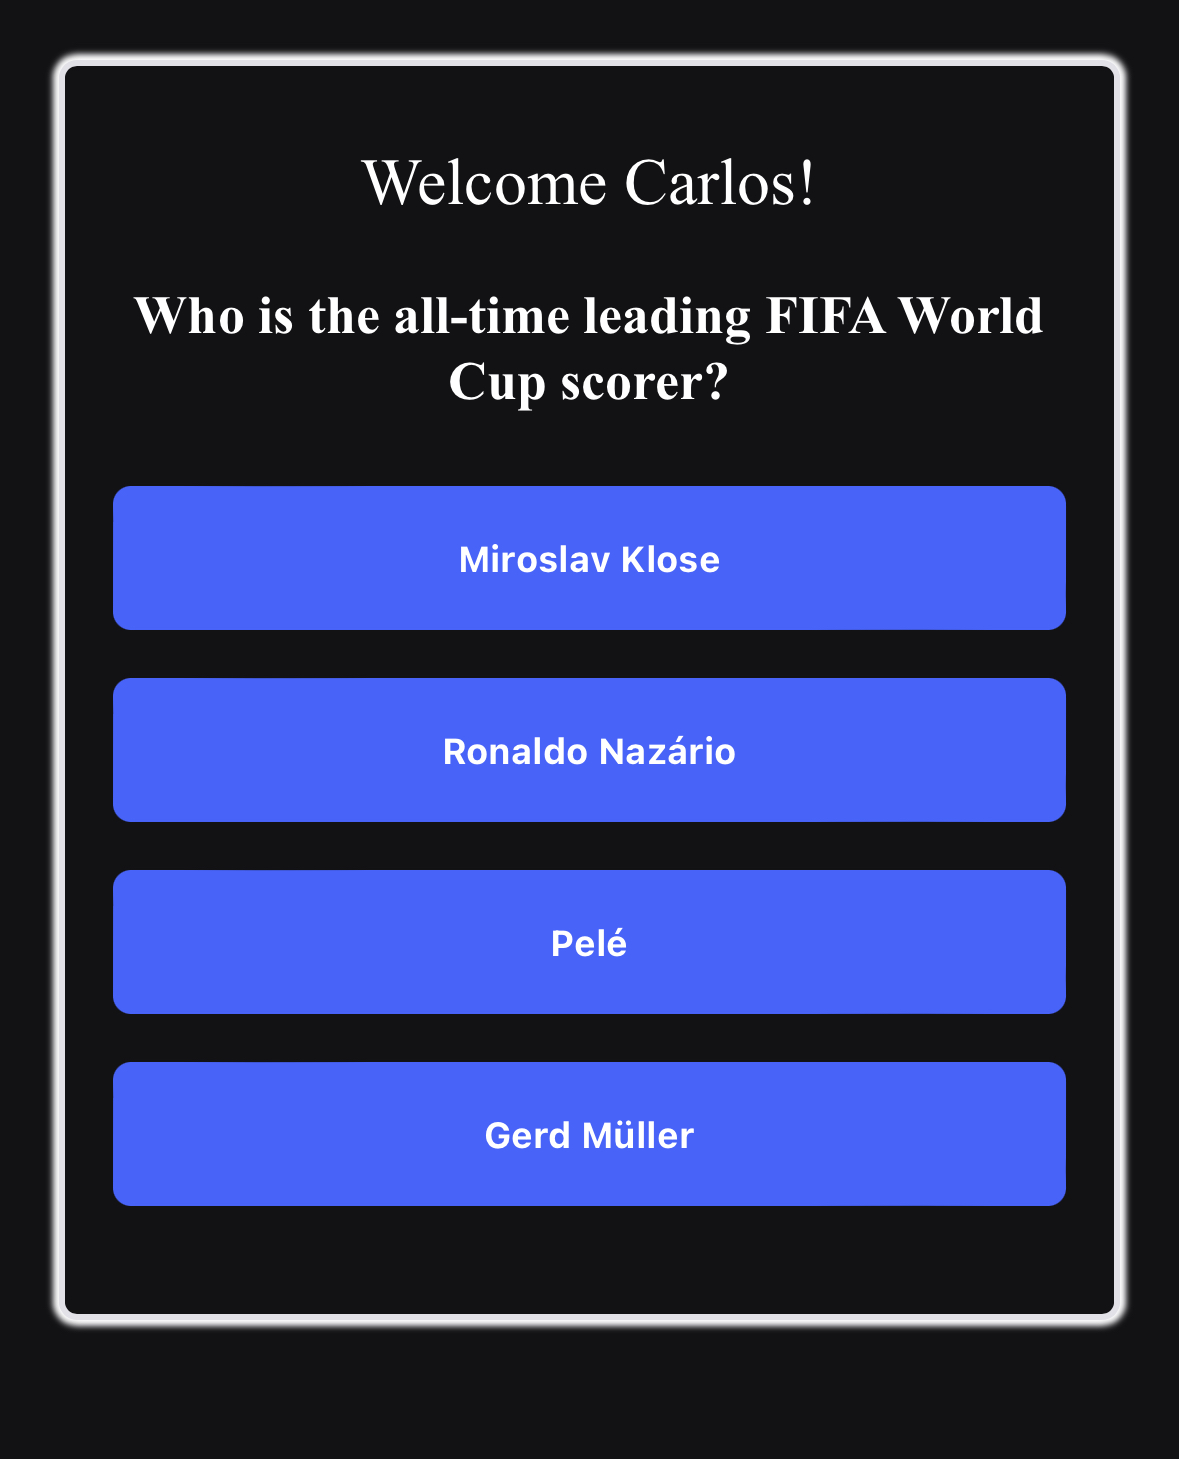 Welcome Carlos!
Who is the all-time leading FIFA World
Cup scorer?
Miroslav Klose
Ronaldo Nazário
Pelé
Gerd Müller